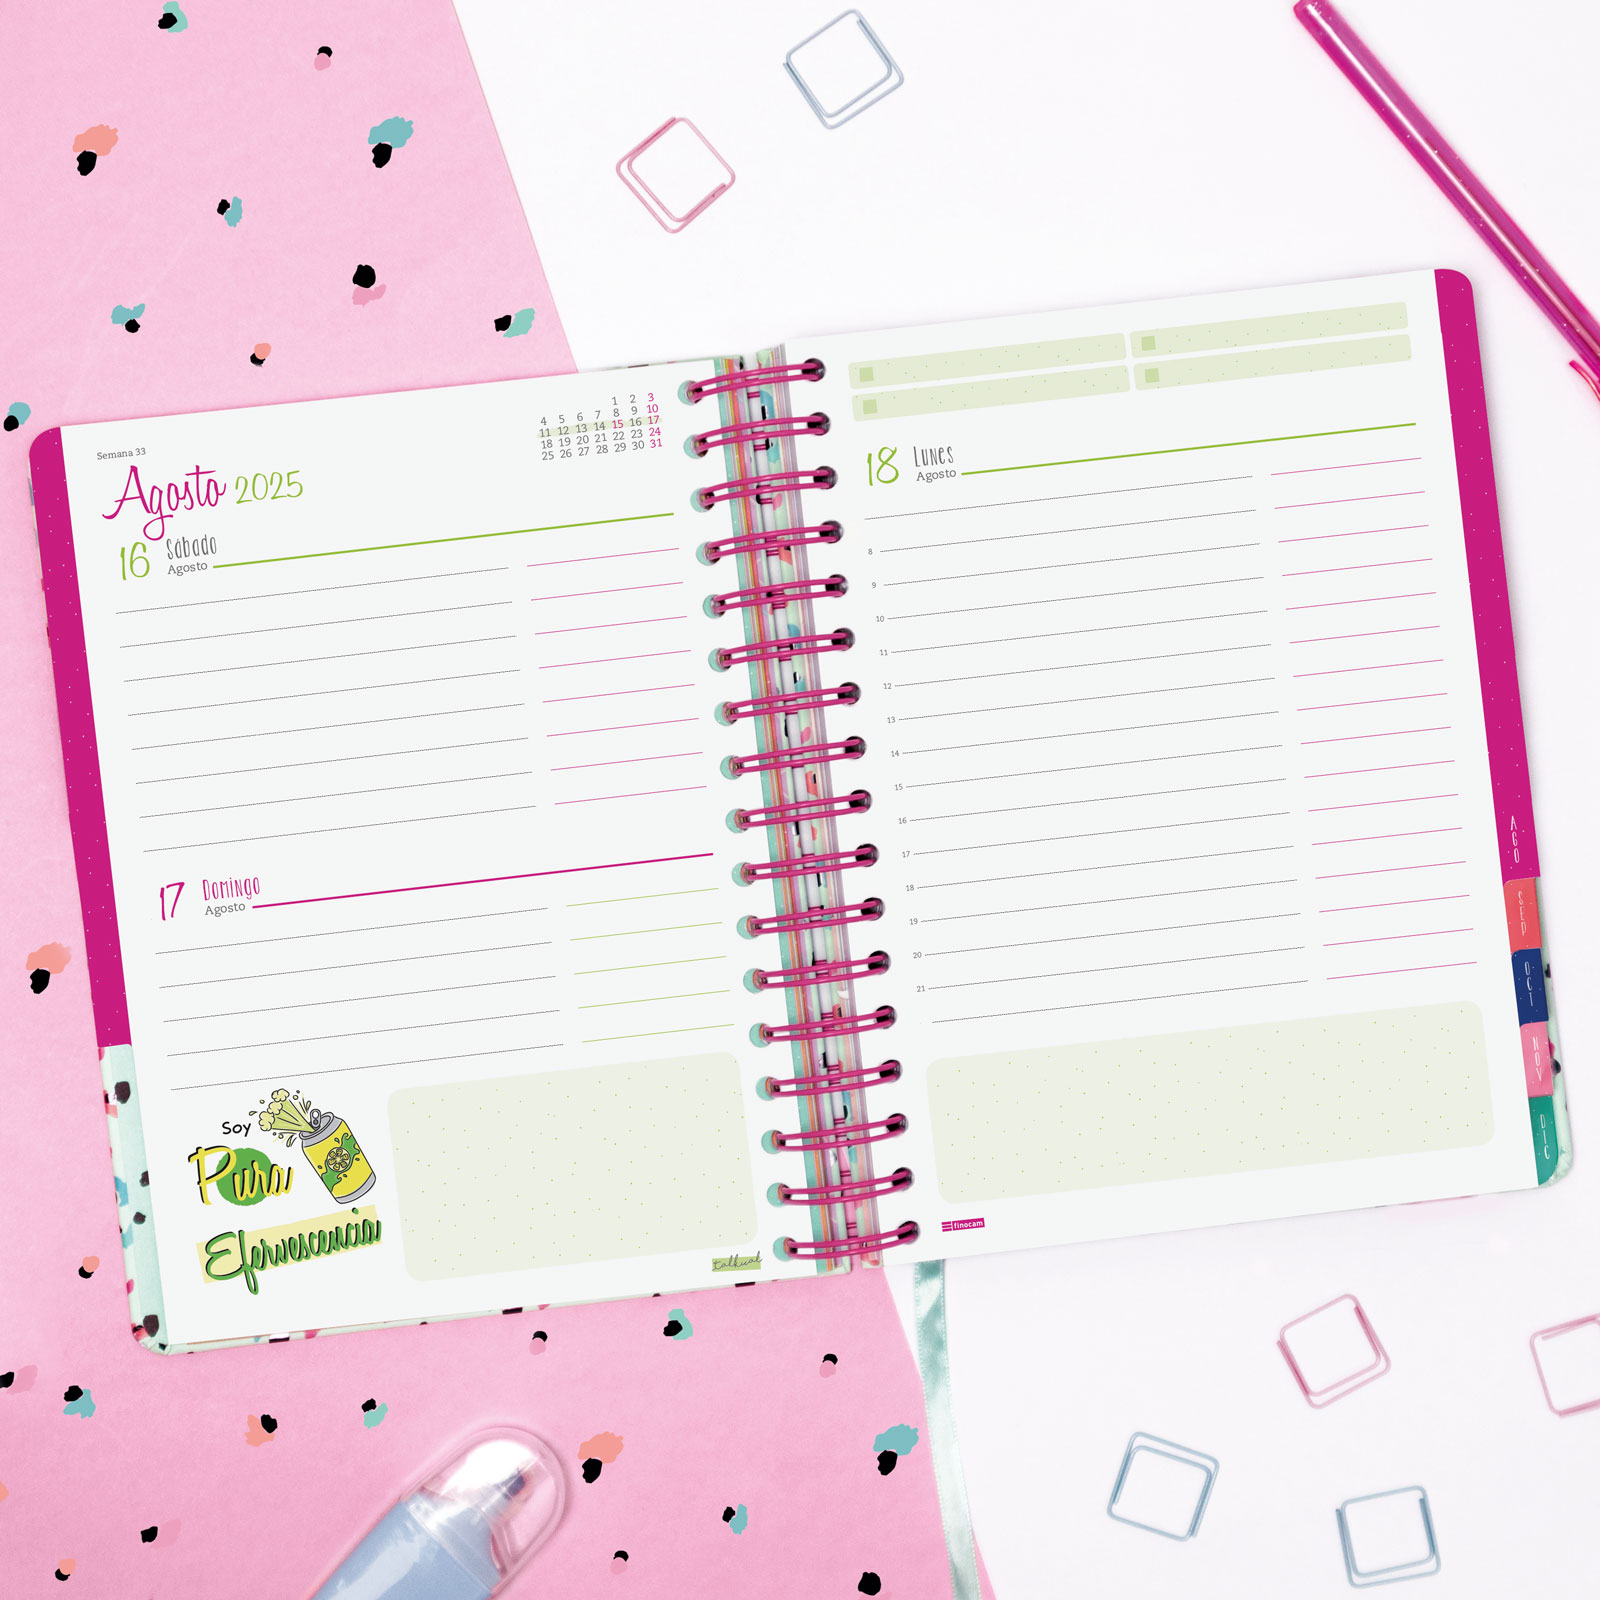 Semana 33
Agosto 2025
1 2 3
4 5 6 7 8 9 10
11 12 13 14 15 16 17
18 19 20 21 22 23 24
25 26 27 28 29 30 31
16 Sábado
Agosto
17 Domingo
Agosto
Soy
Pura
Efervescencia
talkual
18 Lunes
Agosto
8
9
10
11
12
13
14
15
16
17
18
19
20
21
finocam
AGO
SEP
OCT
NOV
DIC